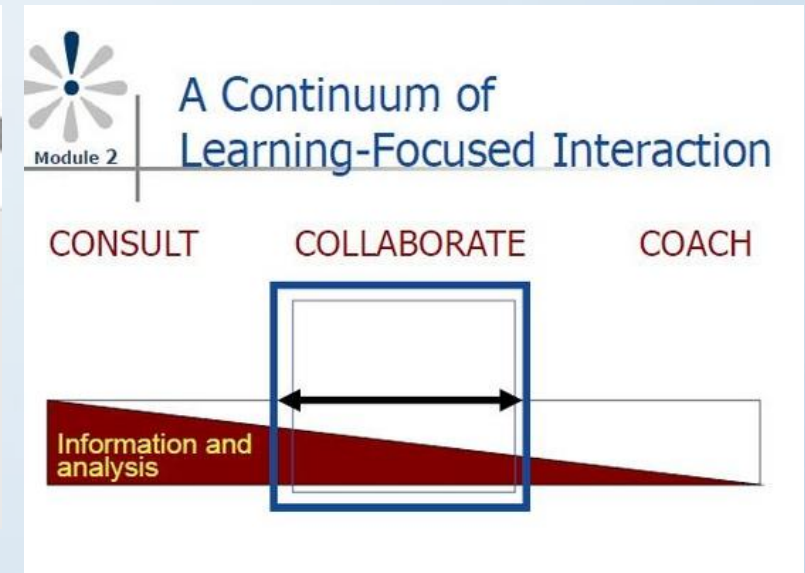 Module 2
A Continuum of
Learning-Focused Interaction
CONSULT COLLABORATE COACH
Information and
analysis